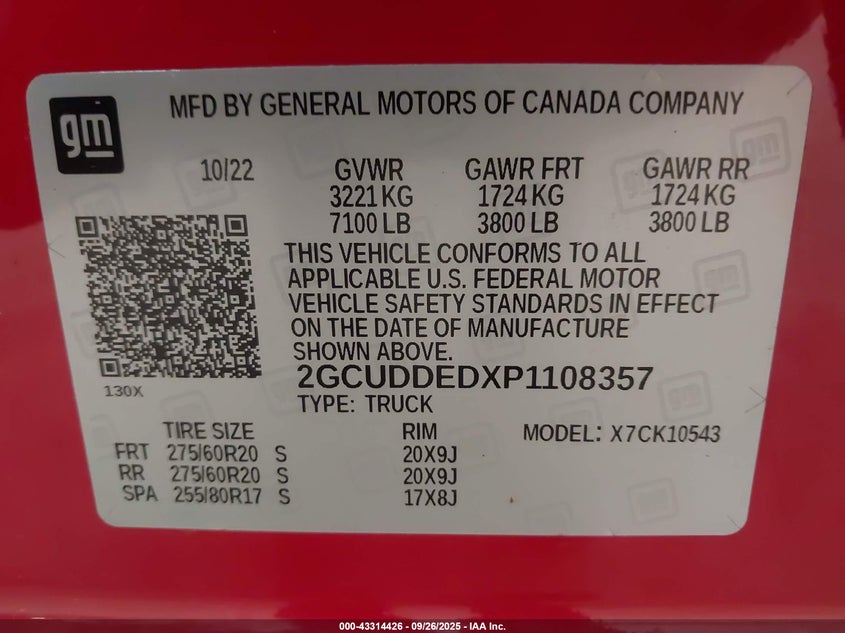 gm
MFD BY GENERAL MOTORS OF CANADA COMPANY
10/22 GVWR GAWR FRT GAWR RR
3221 KG 1724 KG 1724 KG
7100 LB 3800 LB 3800 LB
THIS VEHICLE CONFORMS TO ALL
APPLICABLE U.S. FEDERAL MOTOR
VEHICLE SAFETY STANDARDS IN EFFECT
ON THE DATE OF MANUFACTURE
SHOWN ABOVE.
130X
2GCUDDEDXP1108357
TYPE: TRUCK
TIRE SIZE RIM MODEL: X7CK10543
FRT 275/60R20 S 20X9J
RR 275/60R20 S 20X9J
SPA 255/80R17 S 17X8J
000-43314426 - 09/26/2025 - IAA Inc.